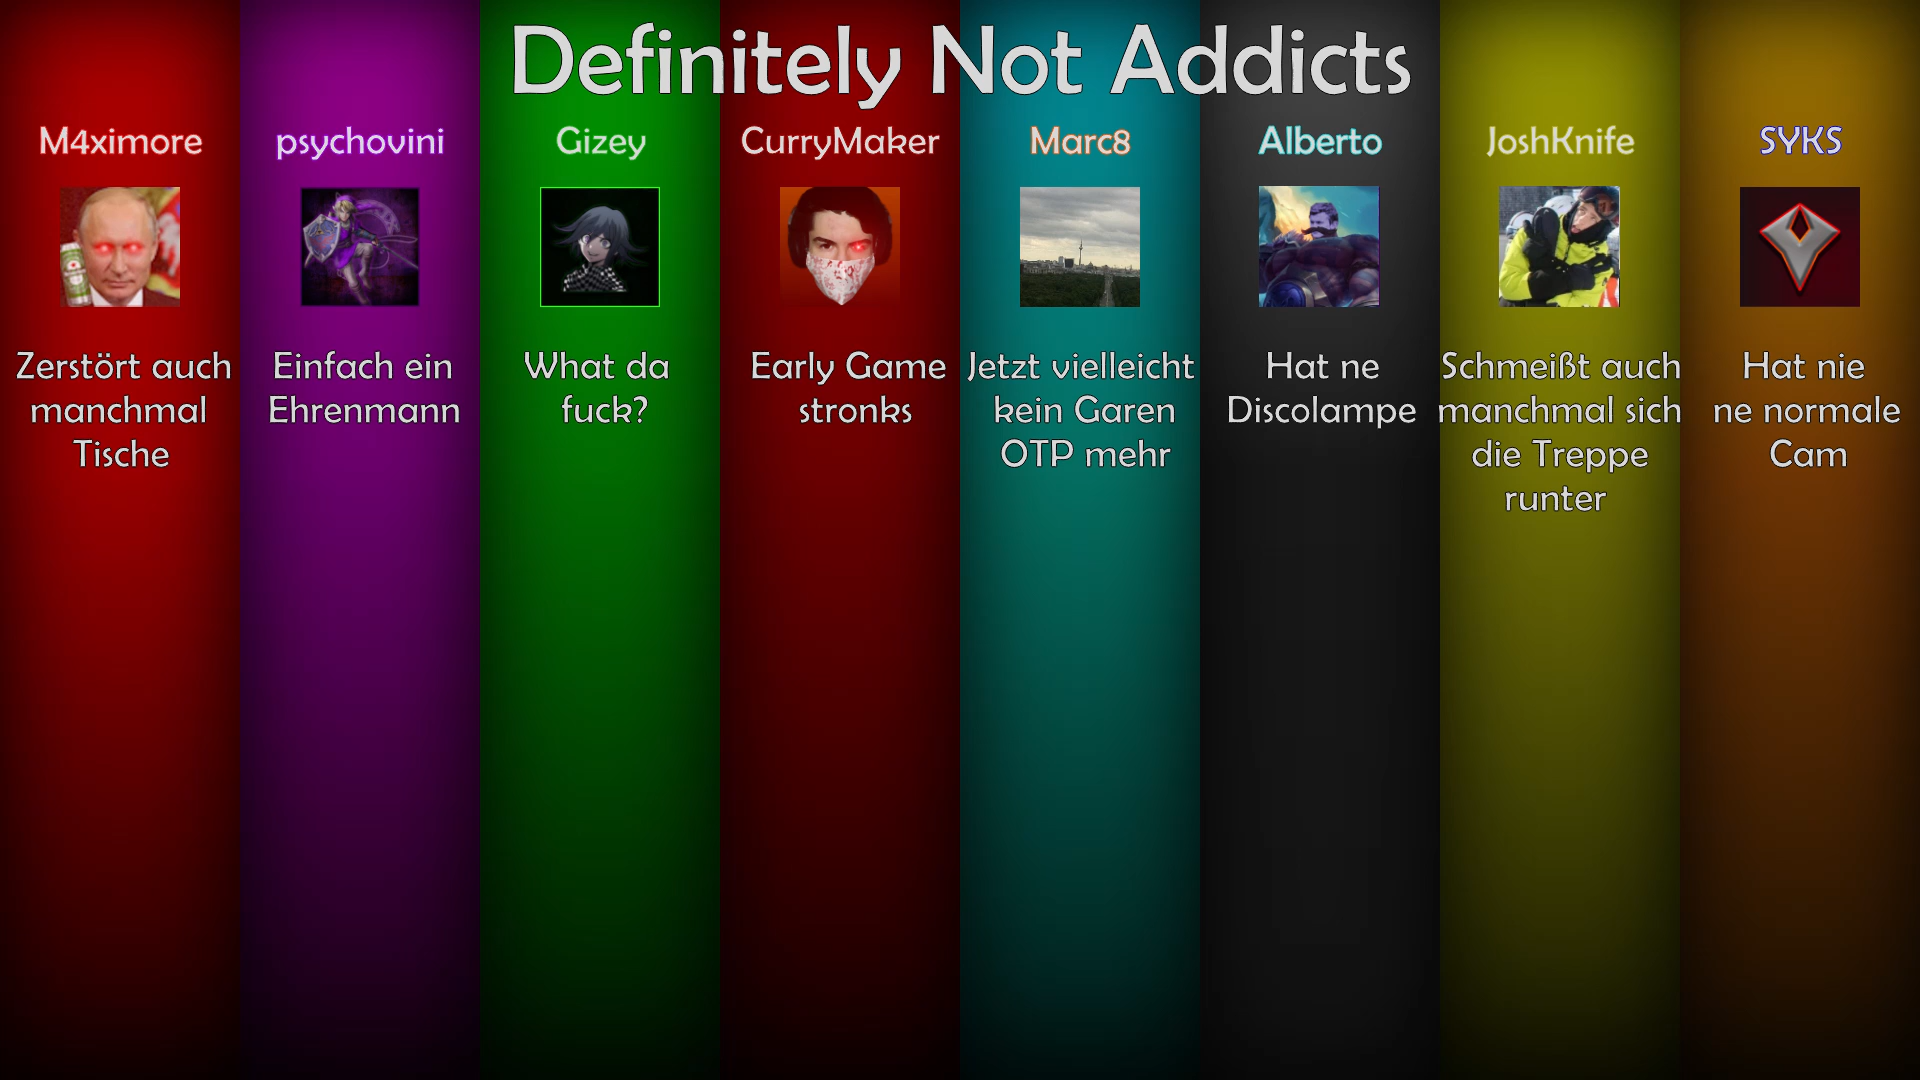 Definitely Not Addicts
M4ximore
psychovini
Gizey
CurryMaker
Marc8
Alberto
JoshKnife
SYKS
Zerstört auch
manchmal
Tische
Einfach ein
Ehrenmann
What da
fuck?
Early Game
stronks
Jetzt vielleicht
kein Garen
OTP mehr
Hat ne
Discolampe
Schmeißt auch
manchmal sich
die Treppe
runter
Hat nie
ne normale
Cam